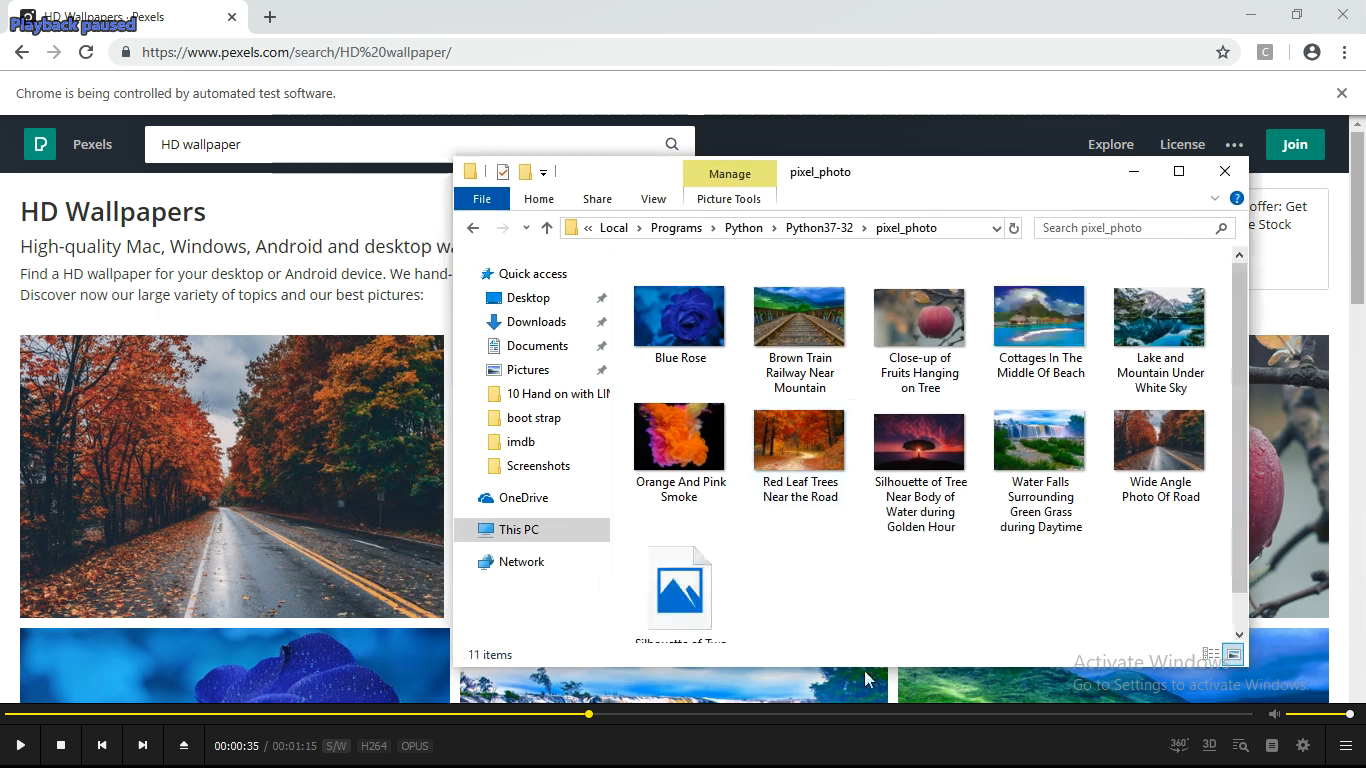 HD Wallpapers · Pexels
Playback paused
https://www.pexels.com/search/HD%20wallpaper/
C
Chrome is being controlled by automated test software.
Pexels
HD wallpaper
Explore
License
Join
HD Wallpapers
High-quality Mac, Windows, Android and desktop
Find a HD wallpaper for your desktop or Android device. We hand-
Discover now our large variety of topics and our best pictures:
offer: Get
e Stock
Manage
pixel_photo
File
Home
Share
View
Picture Tools
« Local > Programs > Python > Python37-32 > pixel_photo
Search pixel_photo
Quick access
Desktop
Downloads
Documents
Pictures
10 Hand on with LI
boot strap
imdb
Screenshots
OneDrive
This PC
Network
Blue Rose
Brown Train
Railway Near
Mountain
Close-up of
Fruits Hanging
on Tree
Cottages In The
Middle Of Beach
Lake and
Mountain Under
White Sky
Orange And Pink
Smoke
Red Leaf Trees
Near the Road
Silhouette of Tree
Near Body of
Water during
Golden Hour
Water Falls
Surrounding
Green Grass
during Daytime
Wide Angle
Photo Of Road
Silhouette of Two
11 items
Activate Windows
Go to Settings to activate Windows.
00:00:35 / 00:01:15 S/W H264 OPUS
360° 3D